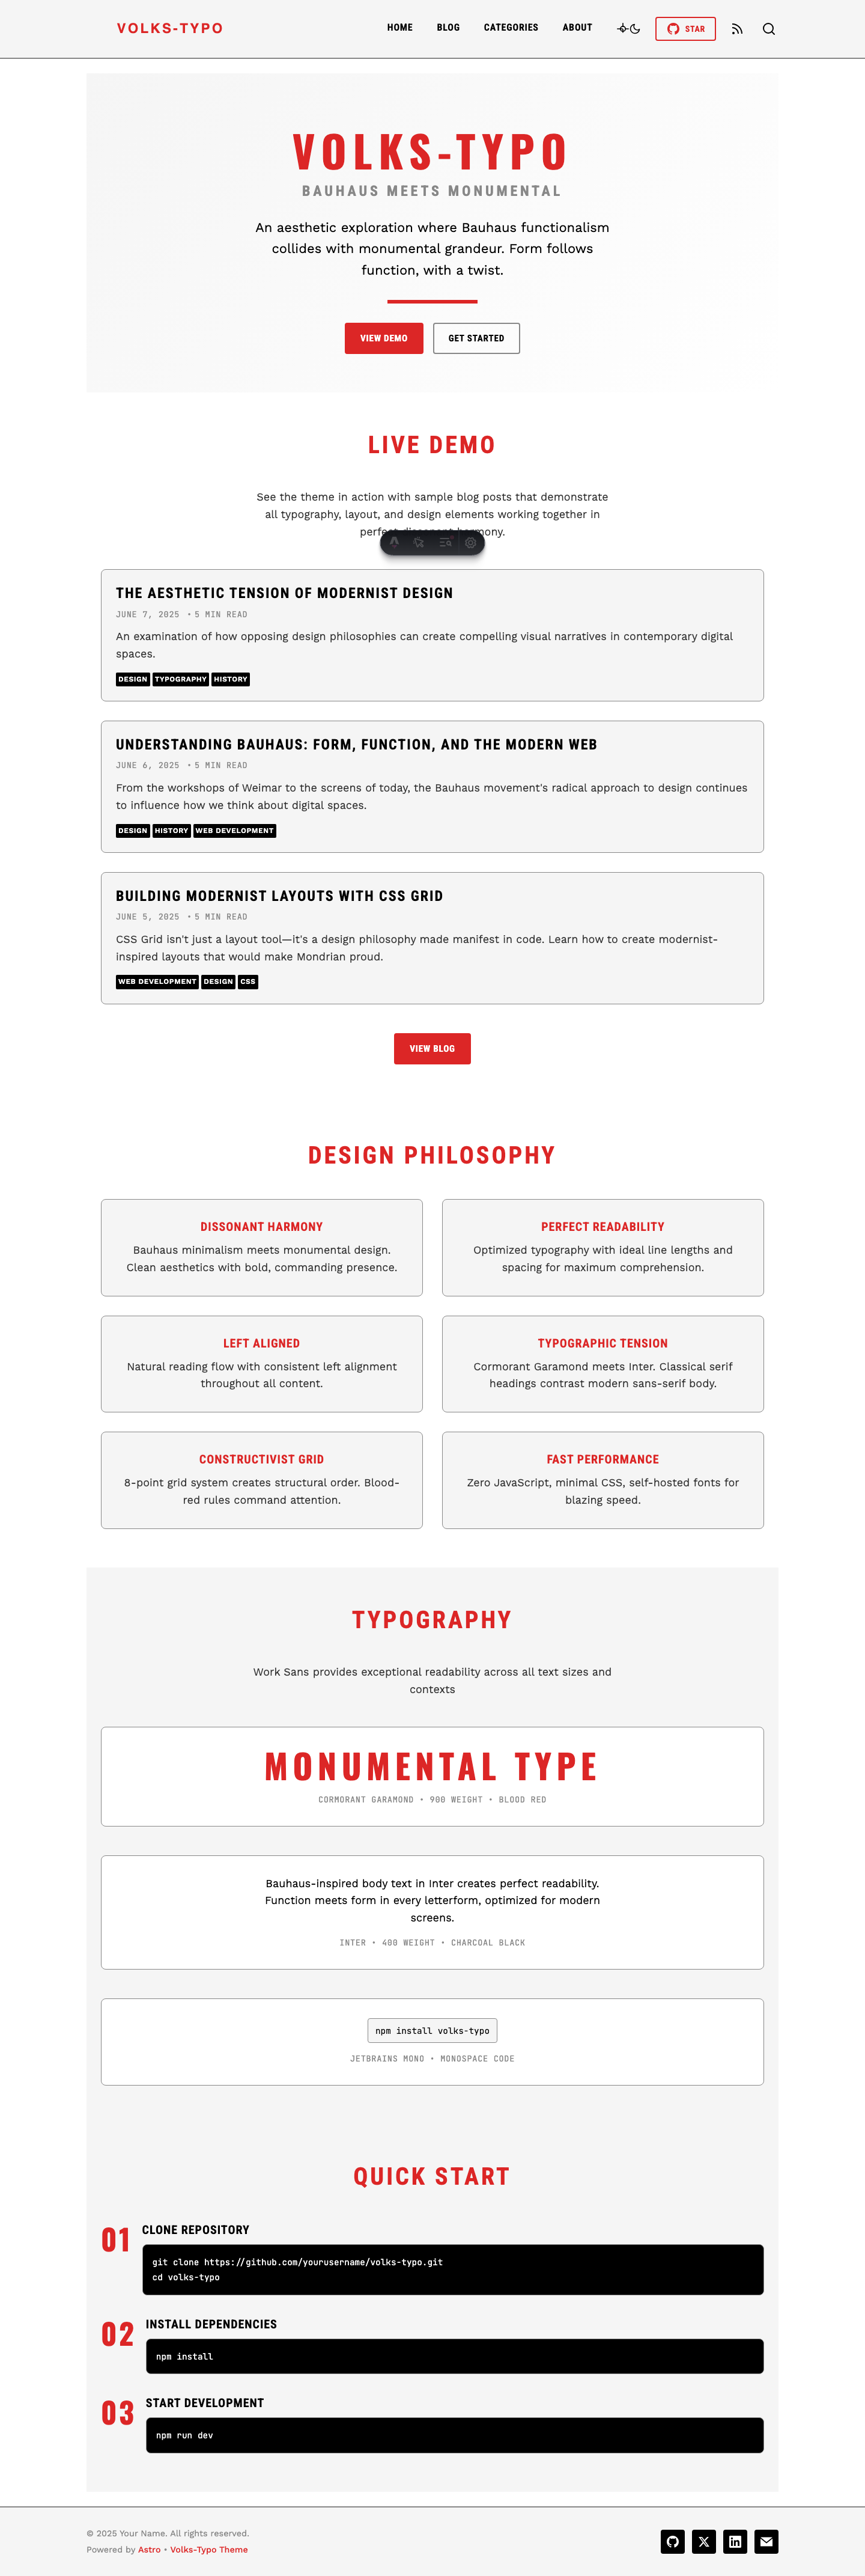 VOLKS-TYPO
HOME BLOG CATEGORIES ABOUT STAR
VOLKS-TYPO
BAUHAUS MEETS MONUMENTAL
An aesthetic exploration where Bauhaus functionalism
collides with monumental grandeur. Form follows
function, with a twist.
VIEW DEMO GET STARTED
LIVE DEMO
See the theme in action with sample blog posts that demonstrate
all typography, layout, and design elements working together in
THE AESTHETIC TENSION OF MODERNIST DESIGN
JUNE 7, 2025 • 5 MIN READ
An examination of how opposing design philosophies can create compelling visual narratives in contemporary digital
spaces.
DESIGN TYPOGRAPHY HISTORY
UNDERSTANDING BAUHAUS: FORM, FUNCTION, AND THE MODERN WEB
JUNE 6, 2025 • 5 MIN READ
From the workshops of Weimar to the screens of today, the Bauhaus movement's radical approach to design continues
to influence how we think about digital spaces.
DESIGN HISTORY WEB DEVELOPMENT
BUILDING MODERNIST LAYOUTS WITH CSS GRID
JUNE 5, 2025 • 5 MIN READ
CSS Grid isn't just a layout tool—it's a design philosophy made manifest in code. Learn how to create modernist-
inspired layouts that would make Mondrian proud.
WEB DEVELOPMENT DESIGN CSS
VIEW BLOG
DESIGN PHILOSOPHY
DISSONANT HARMONY
Bauhaus minimalism meets monumental design.
Clean aesthetics with bold, commanding presence.
PERFECT READABILITY
Optimized typography with ideal line lengths and
spacing for maximum comprehension.
LEFT ALIGNED
Natural reading flow with consistent left alignment
throughout all content.
TYPOGRAPHIC TENSION
Cormorant Garamond meets Inter. Classical serif
headings contrast modern sans-serif body.
CONSTRUCTIVIST GRID
8-point grid system creates structural order. Blood-
red rules command attention.
FAST PERFORMANCE
Zero JavaScript, minimal CSS, self-hosted fonts for
blazing speed.
TYPOGRAPHY
Work Sans provides exceptional readability across all text sizes and
contexts
MONUMENTAL TYPE
CORMORANT GARAMOND • 900 WEIGHT • BLOOD RED
Bauhaus-inspired body text in Inter creates perfect readability.
Function meets form in every letterform, optimized for modern
screens.
INTER • 400 WEIGHT • CHARCOAL BLACK
npm install volks-typo
JETBRAINS MONO • MONOSPACE CODE
QUICK START
01 CLONE REPOSITORY
git clone https://github.com/yourusername/volks-typo.git
cd volks-typo
02 INSTALL DEPENDENCIES
npm install
03 START DEVELOPMENT
npm run dev
© 2025 Your Name. All rights reserved.
Powered by Astro • Volks-Typo Theme